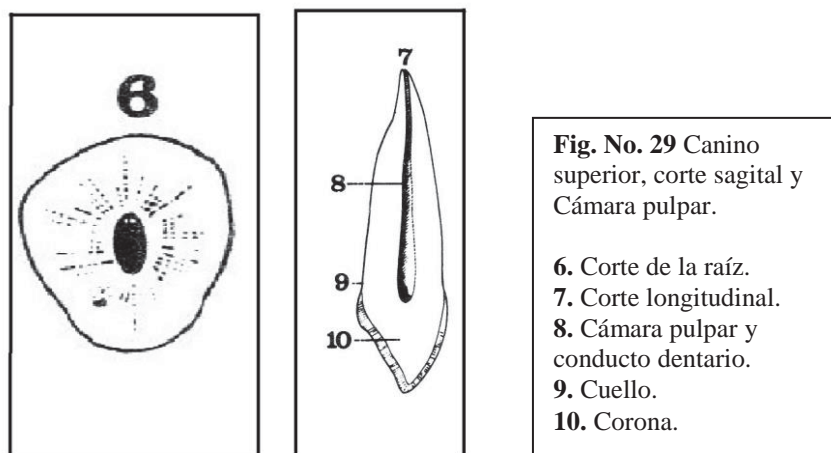 6
7
8
9
10
Fig. No. 29 Canino
superior, corte sagital y
Cámara pulpar.
6. Corte de la raíz.
7. Corte longitudinal.
8. Cámara pulpar y
conducto dentario.
9. Cuello.
10. Corona.